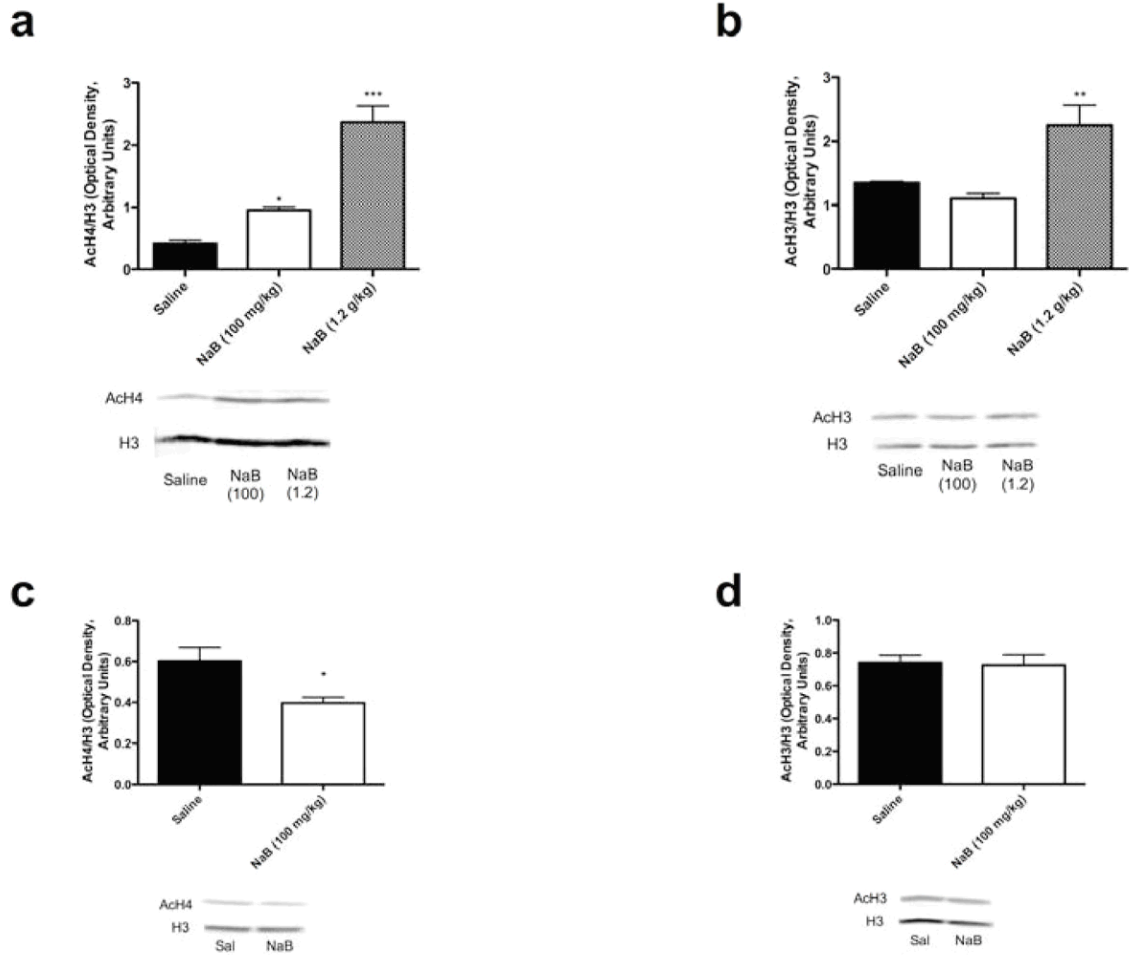 a
AcH4/H3 (Optical Density,
Arbitrary Units)
3
2
1
0
***
*
Saline
NaB (100 mg/kg)
NaB (1.2 g/kg)
AcH4
H3
Saline
NaB
(100)
NaB
(1.2)
b
AcH3/H3 (Optical Density,
Arbitrary Units)
3
2
1
0
**
Saline
NaB (100 mg/kg)
NaB (1.2 g/kg)
AcH3
H3
Saline
NaB
(100)
NaB
(1.2)
c
AcH4/H3 (Optical Density,
Arbitrary Units)
0.8
0.6
0.4
0.2
0.0
*
Saline
NaB (100 mg/kg)
AcH4
H3
Sal NaB
d
AcH3/H3 (Optical Density,
Arbitrary Units)
1.0
0.8
0.6
0.4
0.2
0.0
Saline
NaB (100 mg/kg)
AcH3
H3
Sal NaB